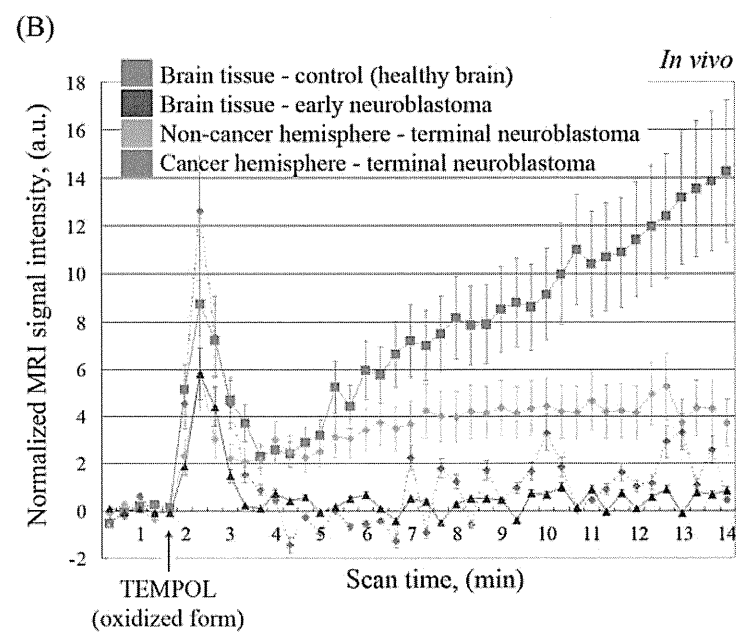 (B)
In vivo
Brain tissue - control (healthy brain)
Brain tissue - early neuroblastoma
Non-cancer hemisphere - terminal neuroblastoma
Cancer hemisphere - terminal neuroblastoma
Normalized MRI signal intensity, (a.u.)
18
16
14
12
10
8
6
4
2
0
-2
1 2 3 4 5 6 7 8 9 10 11 12 13 14
Scan time, (min)
TEMPOL
(oxidized form)